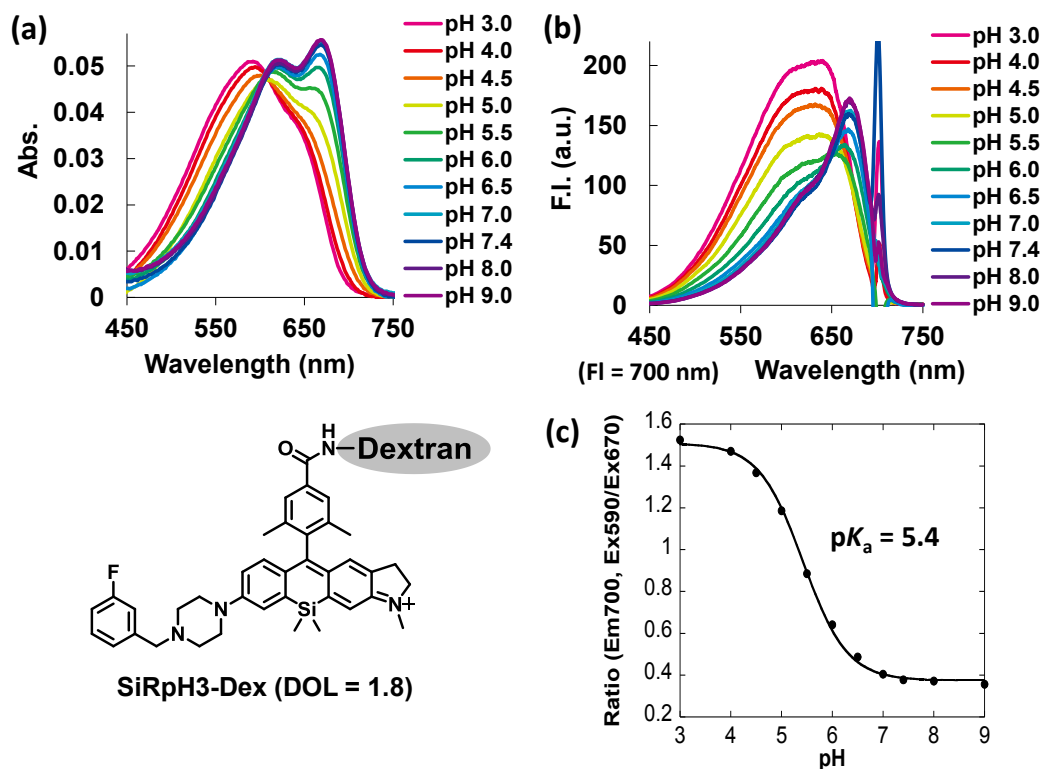 (a)
Abs.
0.05
0.04
0.03
0.02
0.01
0
450
550
650
750
Wavelength (nm)
pH 3.0
pH 4.0
pH 4.5
pH 5.0
pH 5.5
pH 6.0
pH 6.5
pH 7.0
pH 7.4
pH 8.0
pH 9.0
(b)
F.I. (a.u.)
200
150
100
50
0
450
550
650
750
(Fl = 700 nm)
Wavelength (nm)
pH 3.0
pH 4.0
pH 4.5
pH 5.0
pH 5.5
pH 6.0
pH 6.5
pH 7.0
pH 7.4
pH 8.0
pH 9.0
H
O
N
Dextran
F
N
N
Si
N
+
SiRpH3-Dex (DOL = 1.8)
(c)
Ratio (Em700, Ex590/Ex670)
1.6
1.4
1.2
1
0.8
0.6
0.4
0.2
pKa = 5.4
3
4
5
6
7
8
9
pH